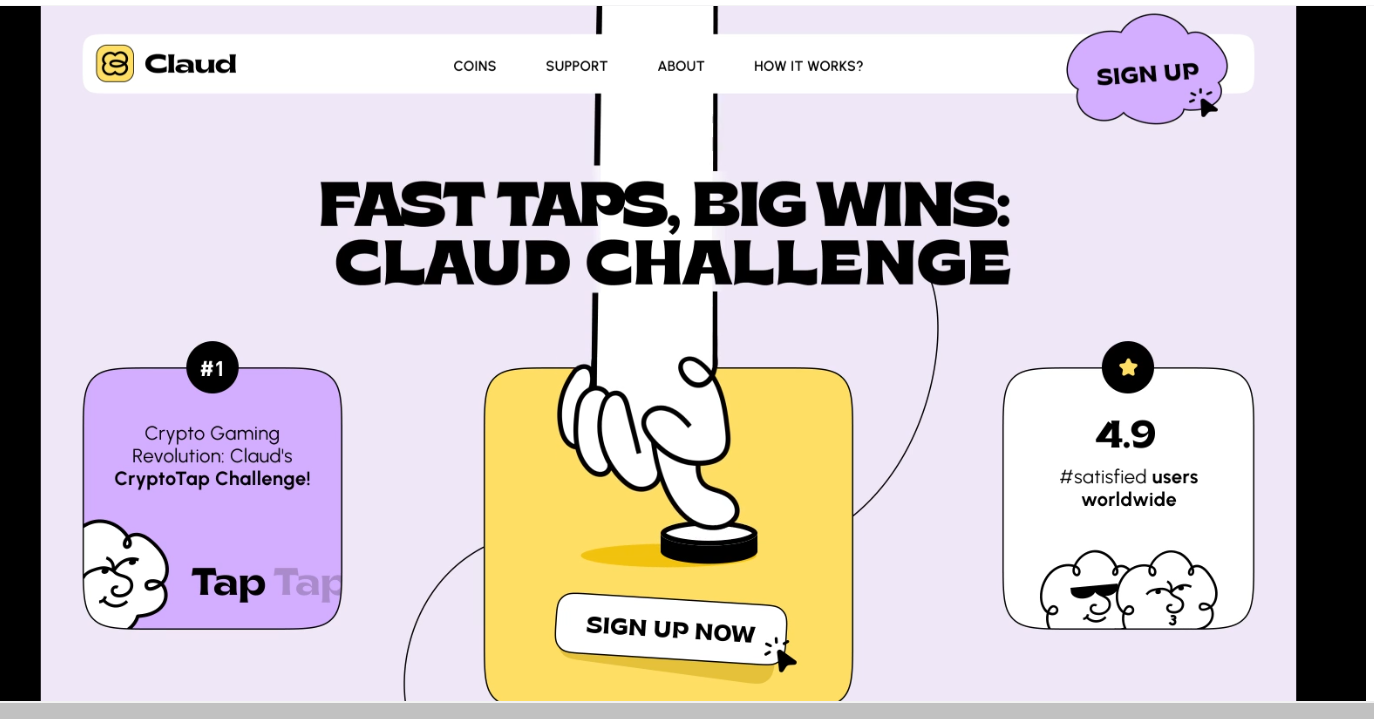 Claud
COINS
SUPPORT
ABOUT
HOW IT WORKS?
SIGN UP
FAST TAPS, BIG WINS:
CLAUD CHALLENGE
#1
Crypto Gaming
Revolution: Claud's
CryptoTap Challenge!
Tap Tap
SIGN UP NOW
4.9
#satisfied users
worldwide